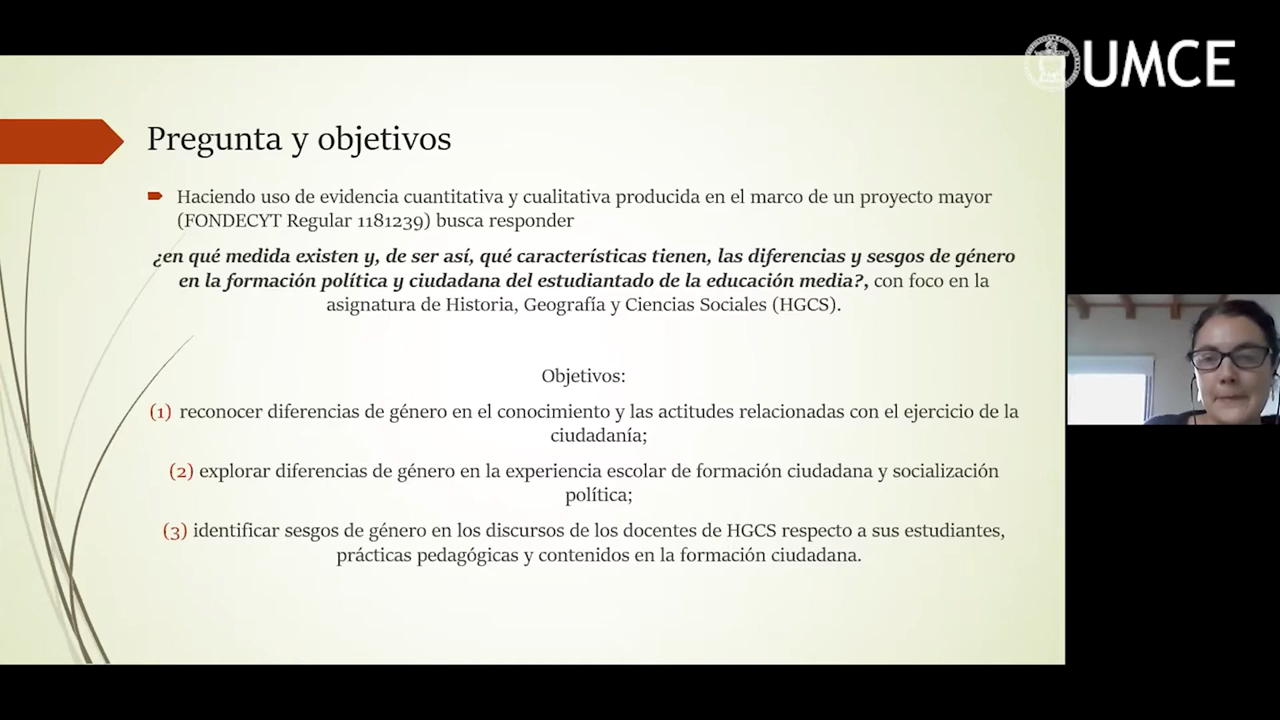 UMCE
Pregunta y objetivos
Haciendo uso de evidencia cuantitativa y cualitativa producida en el marco de un proyecto mayor
(FONDECYT Regular 1181239) busca responder
¿en qué medida existen y, de ser así, qué características tienen, las diferencias y sesgos de género
en la formación política y ciudadana del estudiantado de la educación media?, con foco en la
asignatura de Historia, Geografía y Ciencias Sociales (HGCS).
Objetivos:
(1) reconocer diferencias de género en el conocimiento y las actitudes relacionadas con el ejercicio de la
ciudadanía;
(2) explorar diferencias de género en la experiencia escolar de formación ciudadana y socialización
política;
(3) identificar sesgos de género en los discursos de los docentes de HGCS respecto a sus estudiantes,
prácticas pedagógicas y contenidos en la formación ciudadana.